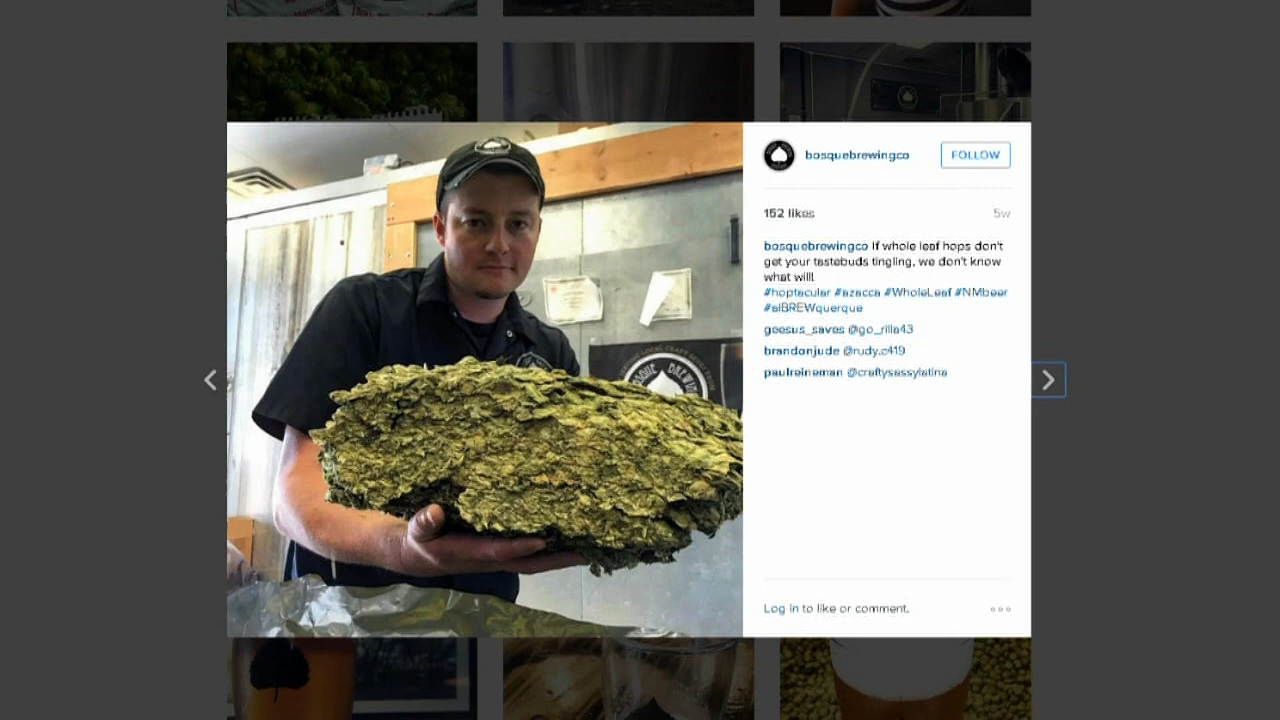 bosquebrewingco FOLLOW
152 likes 5w
bosquebrewingco If whole leaf hops don't
get your tastebuds tingling, we don't know
what will!
#hoptacular #azacca #WholeLeaf #NMbeer
#alBREWquerque
geesus_saves @go_rilla43
brandonjude @rudy.c419
paulreineman @craftysassylatina
Log in to like or comment.